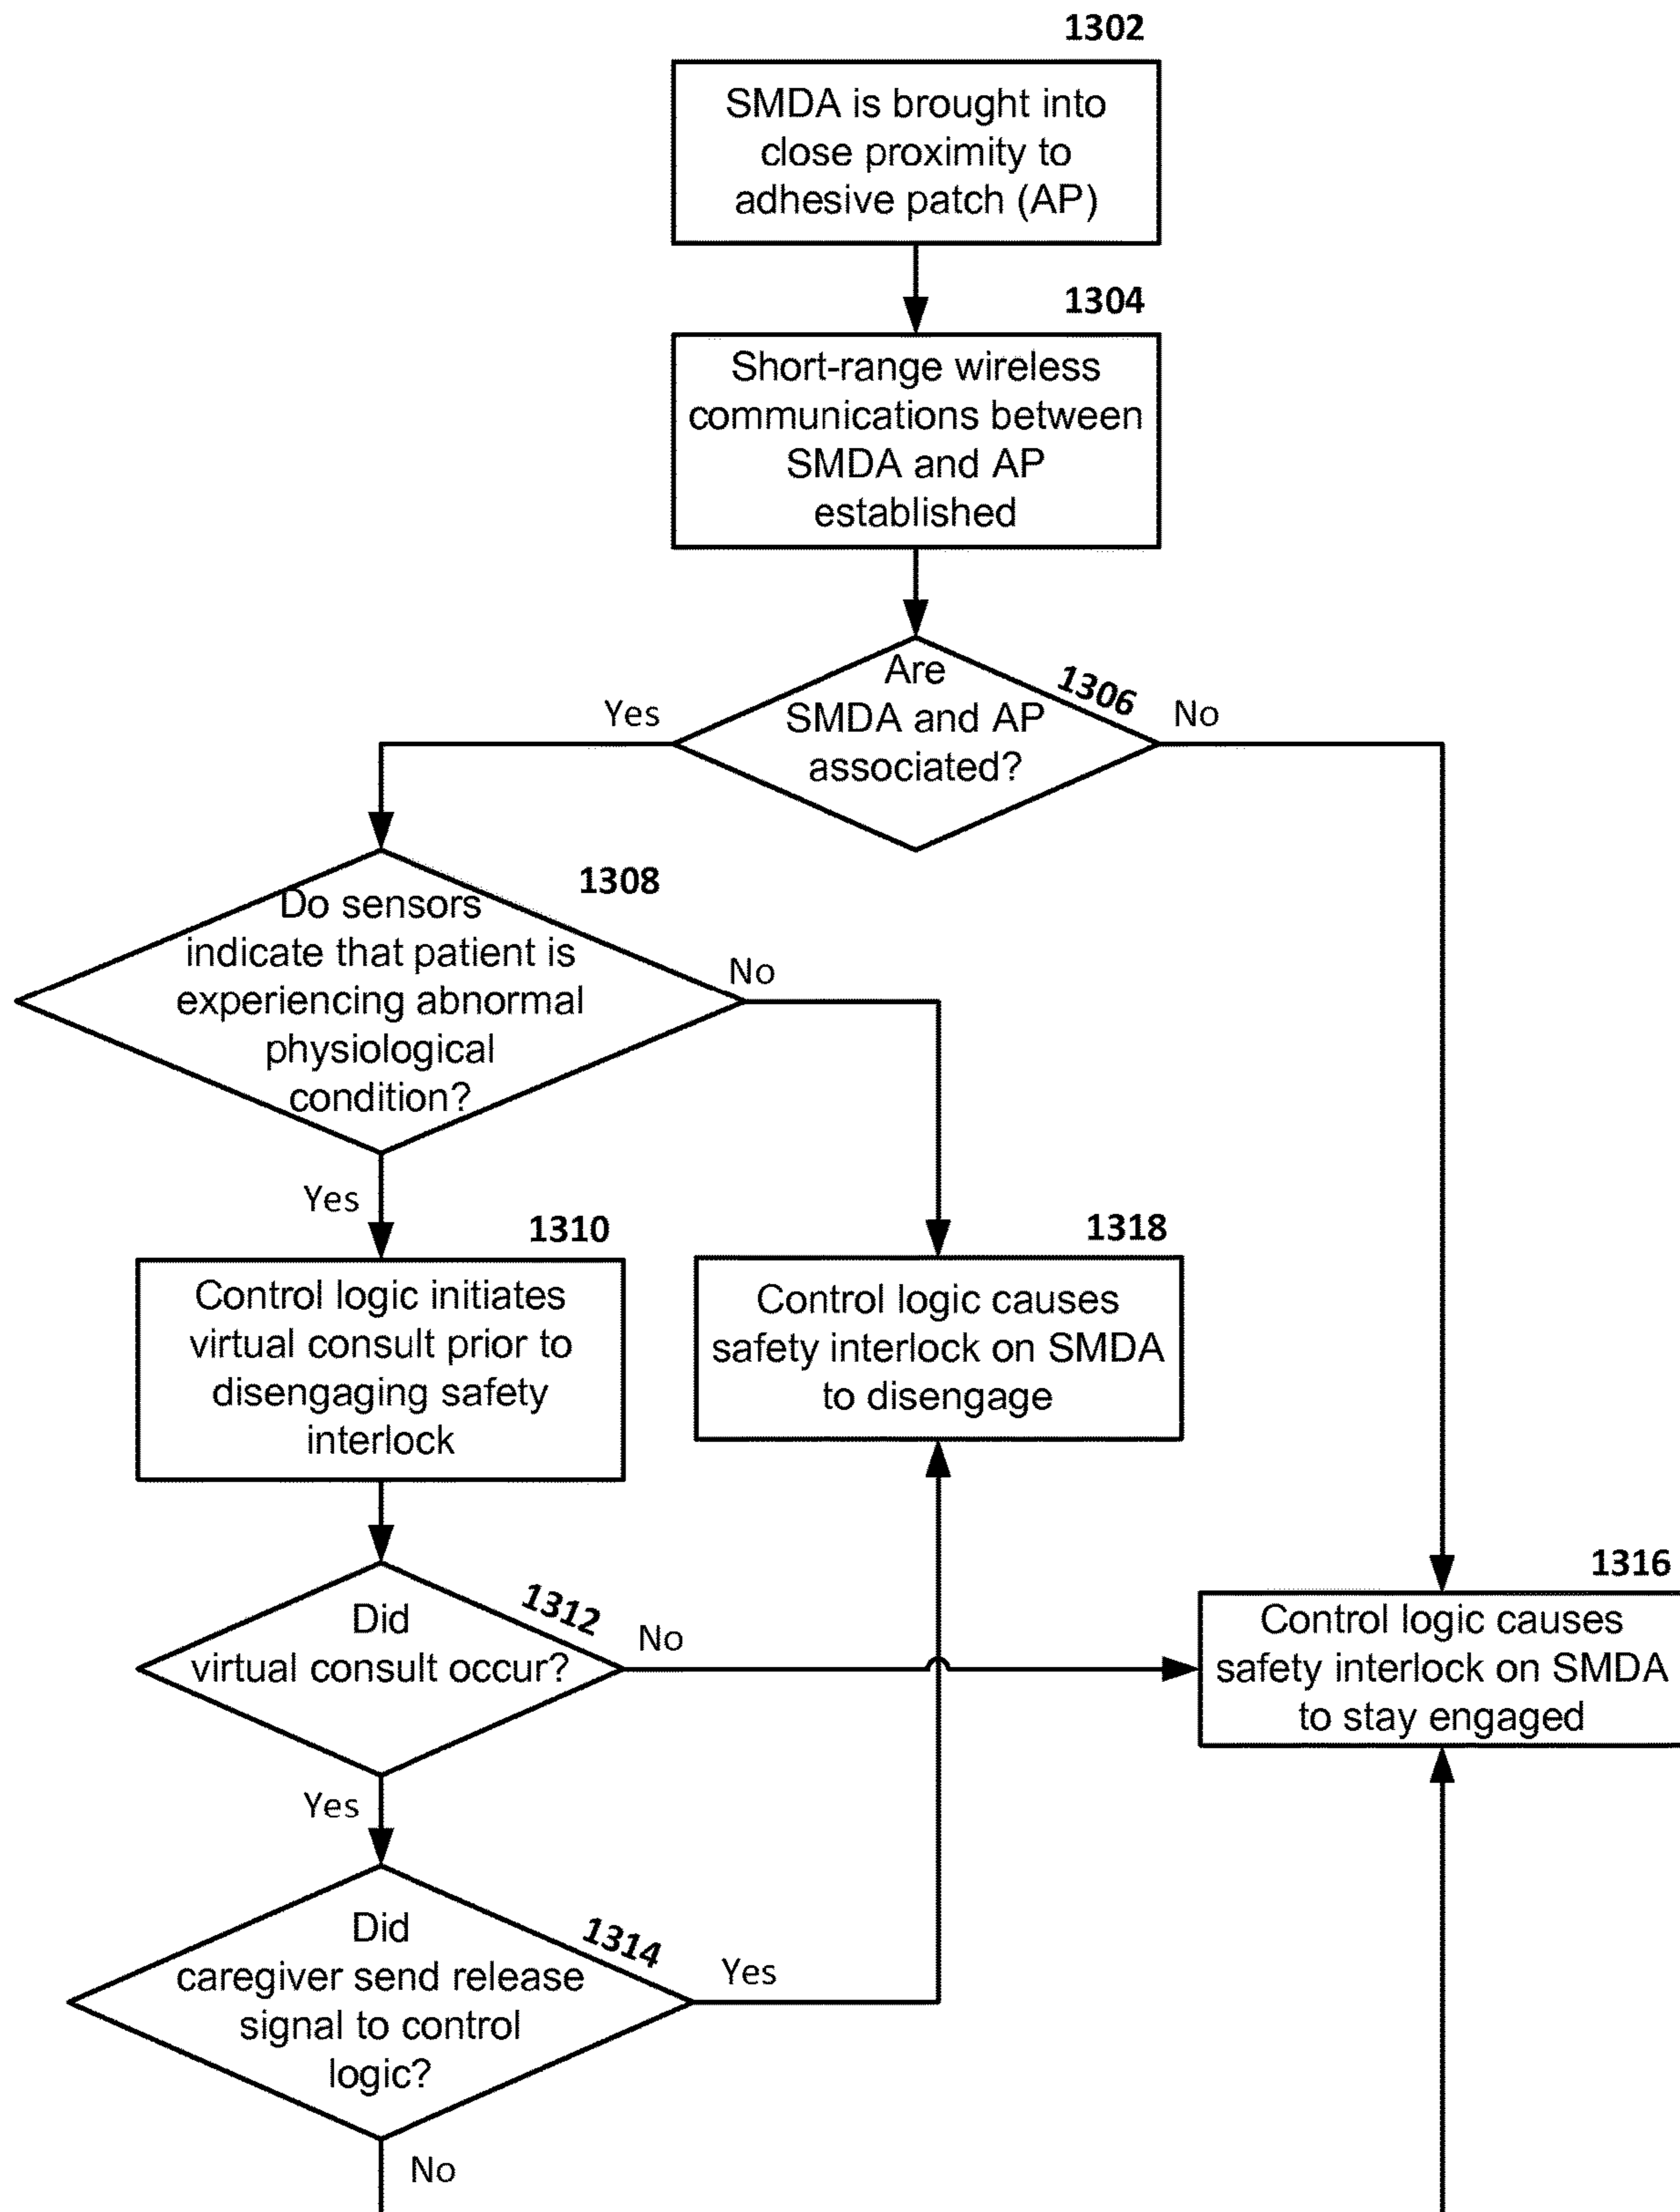 1302
SMDA is brought into
close proximity to
adhesive patch (AP)
1304
Short-range wireless
communications between
SMDA and AP
established
1306
Are
SMDA and AP
associated?
Yes
No
1308
Do sensors
indicate that patient is
experiencing abnormal
physiological
condition?
No
Yes
1310
Control logic initiates
virtual consult prior to
disengaging safety
interlock
1318
Control logic causes
safety interlock on SMDA
to disengage
1312
Did
virtual consult occur?
No
Yes
1316
Control logic causes
safety interlock on SMDA
to stay engaged
1314
Did
caregiver send release
signal to control
logic?
Yes
No